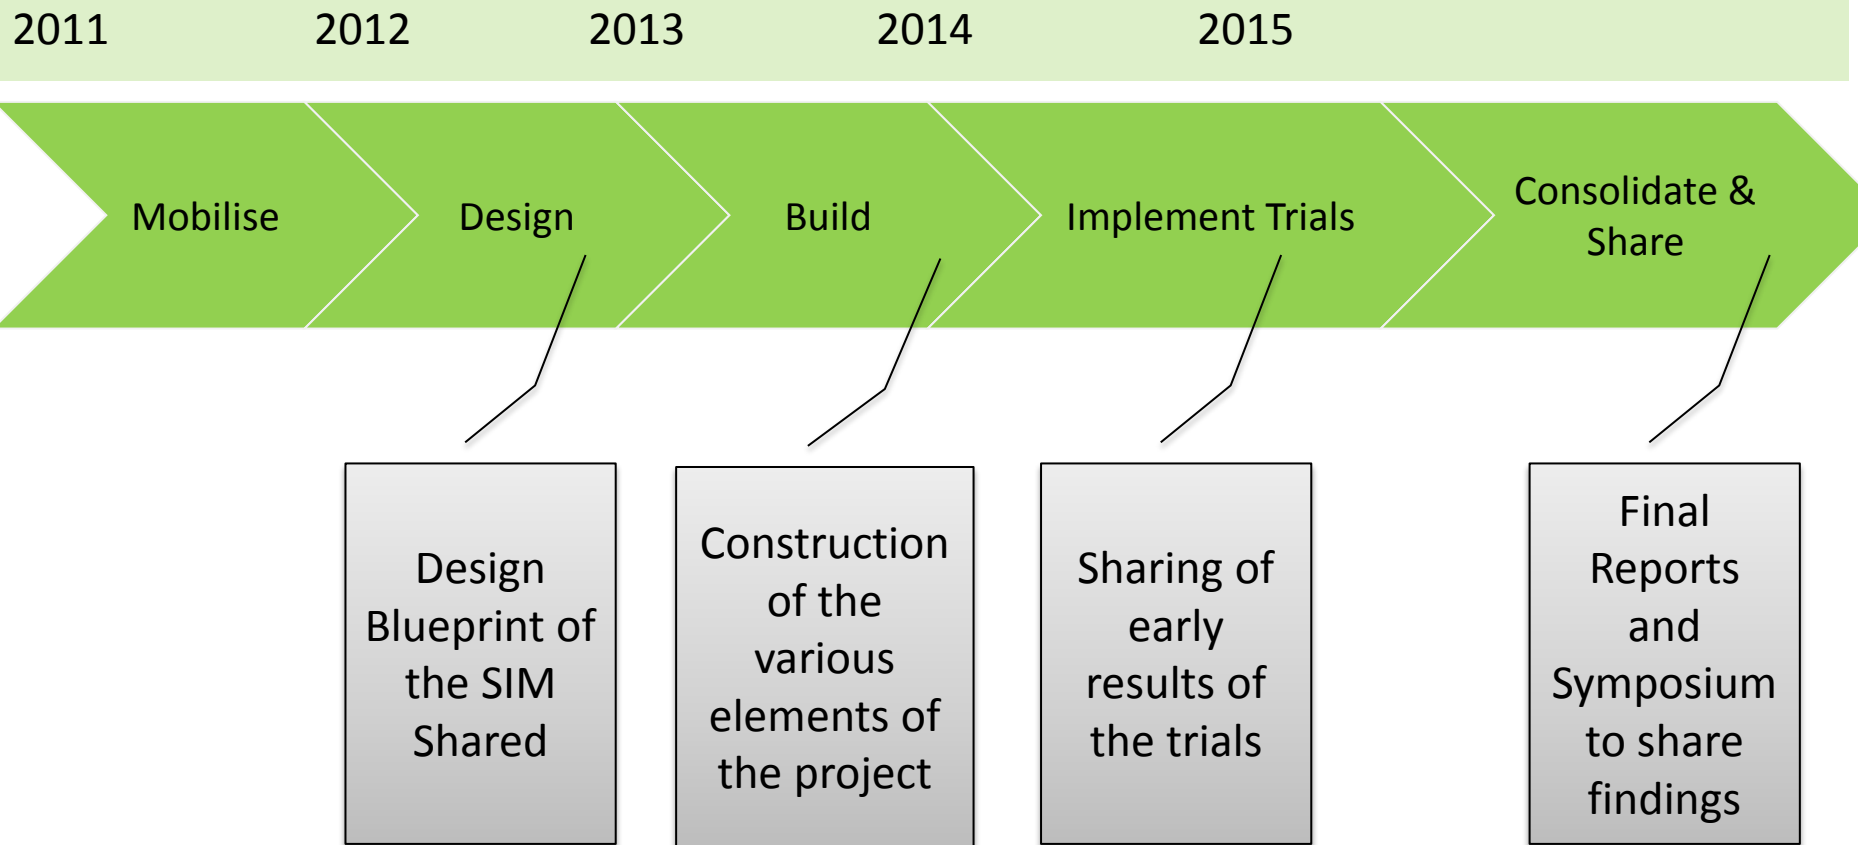 2011 2012 2013 2014 2015
Mobilise
Design
Build
Implement Trials
Consolidate &
Share
Design
Blueprint of
the SIM
Shared
Construction
of the
various
elements of
the project
Sharing of
early
results of
the trials
Final
Reports
and
Symposium
to share
findings